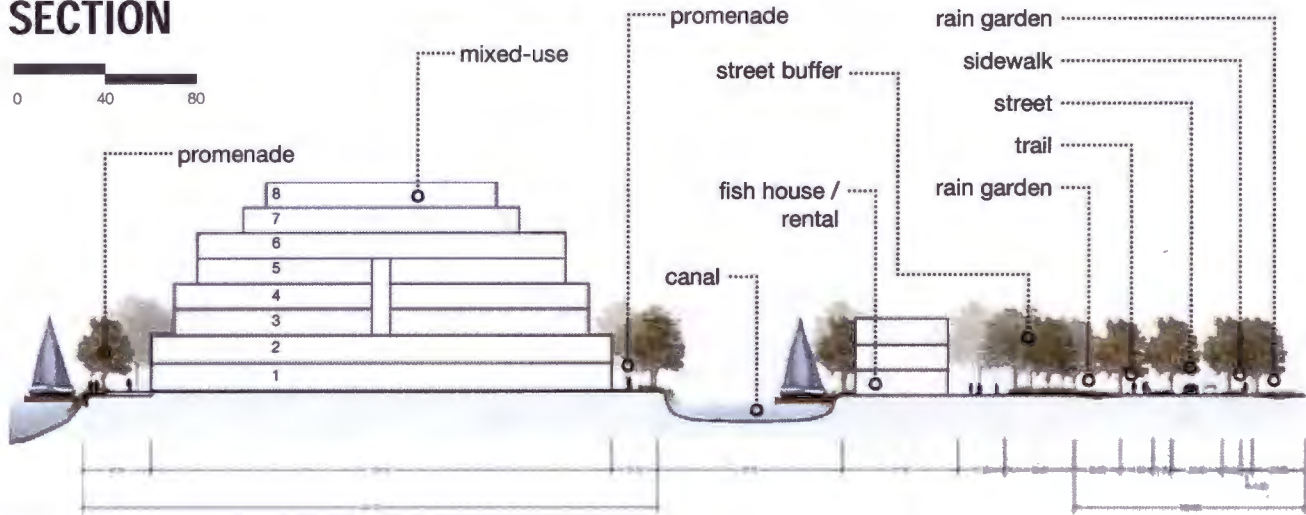 SECTION
0 40 80
promenade
mixed-use
promenade
street buffer
fish house /
rental
canal
rain garden
sidewalk
street
trail
rain garden
8
7
6
5
4
3
2
1